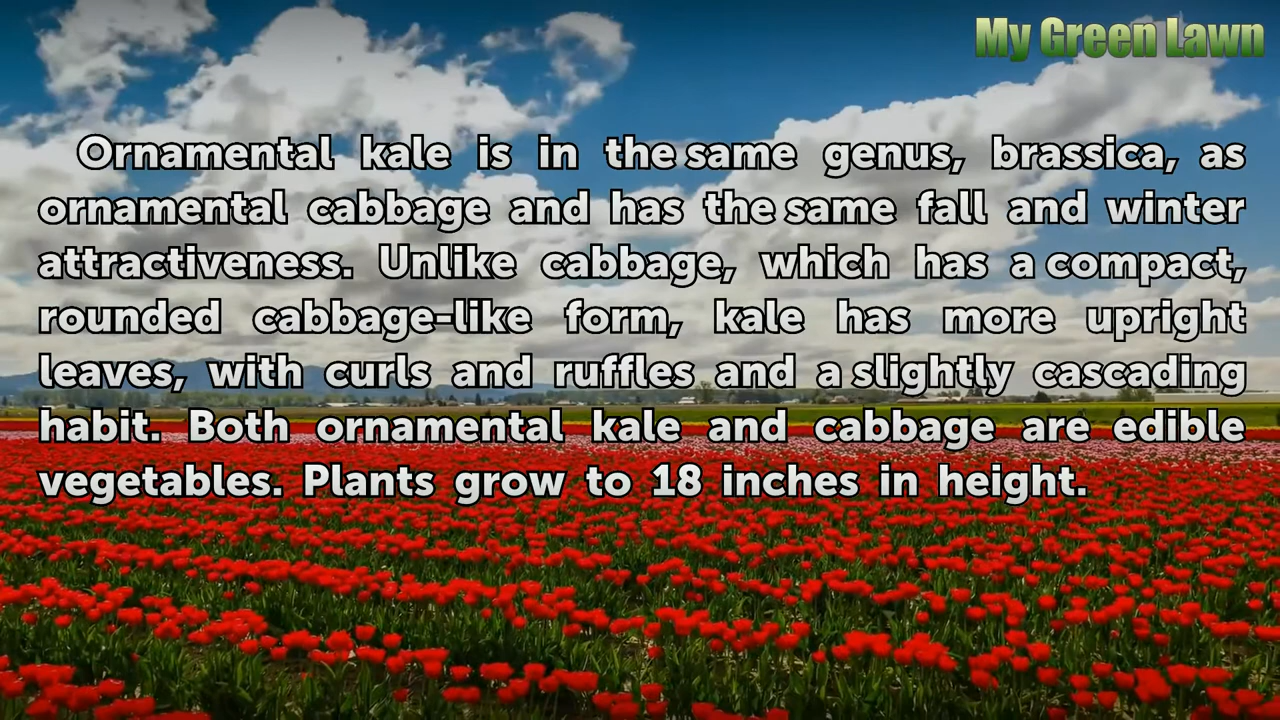 My Green Lawn
Ornamental kale is in the same genus, brassica, as
ornamental cabbage and has the same fall and winter
attractiveness. Unlike cabbage, which has a compact,
rounded cabbage-like form, kale has more upright
leaves, with curls and ruffles and a slightly cascading
habit. Both ornamental kale and cabbage are edible
vegetables. Plants grow to 18 inches in height.